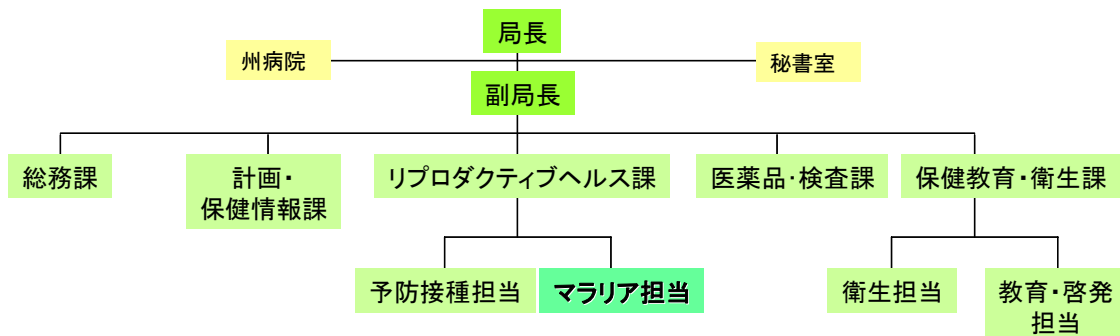 局長
州病院
秘書室
副局長
総務課
計画・
保健情報課
リプロダクティブヘルス課
医薬品・検査課
保健教育・衛生課
予防接種担当
マラリア担当
衛生担当
教育・啓発
担当